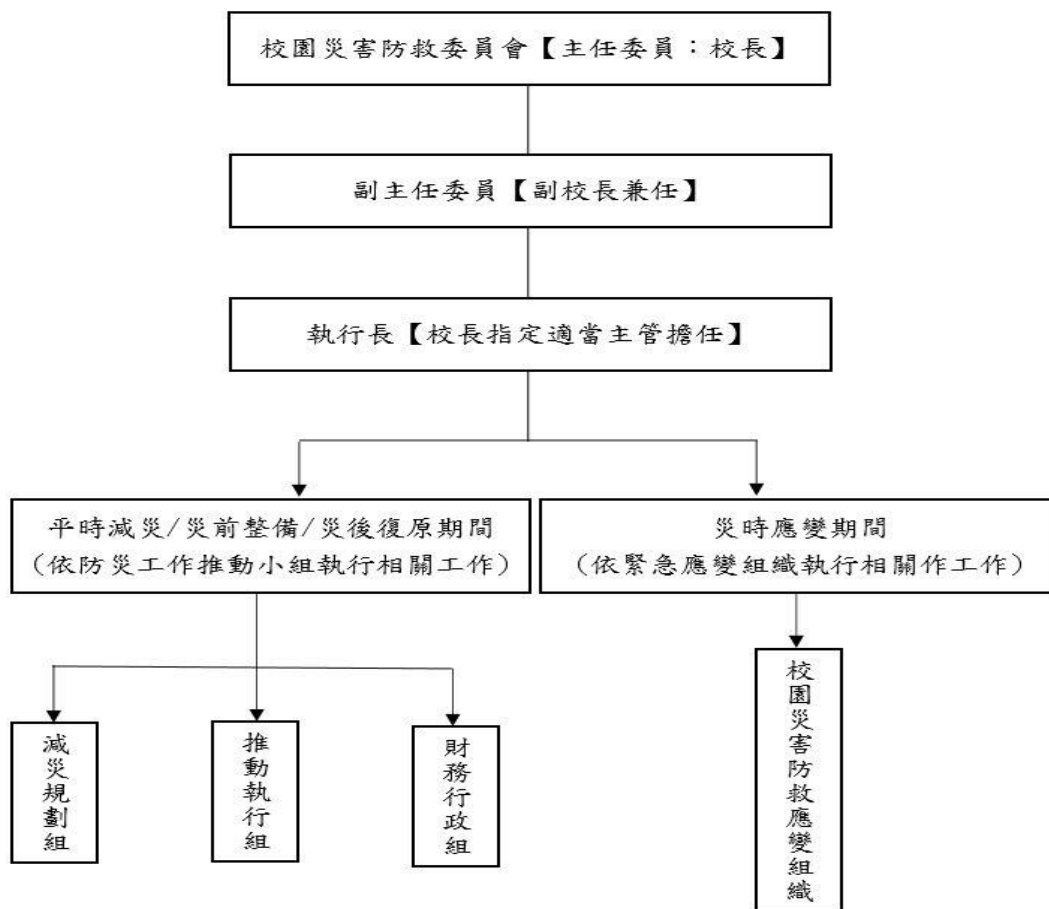 校園災害防救委員會【主任委員：校長】
副主任委員【副校長兼任】
執行長【校長指定適當主管擔任】
平時減災/災前整備/災後復原期間
(依防災工作推動小組執行相關工作)
災時應變期間
(依緊急應變組織執行相關作工作)
減災規劃組
推動執行組
財務行政組
校園災害防救應變組織